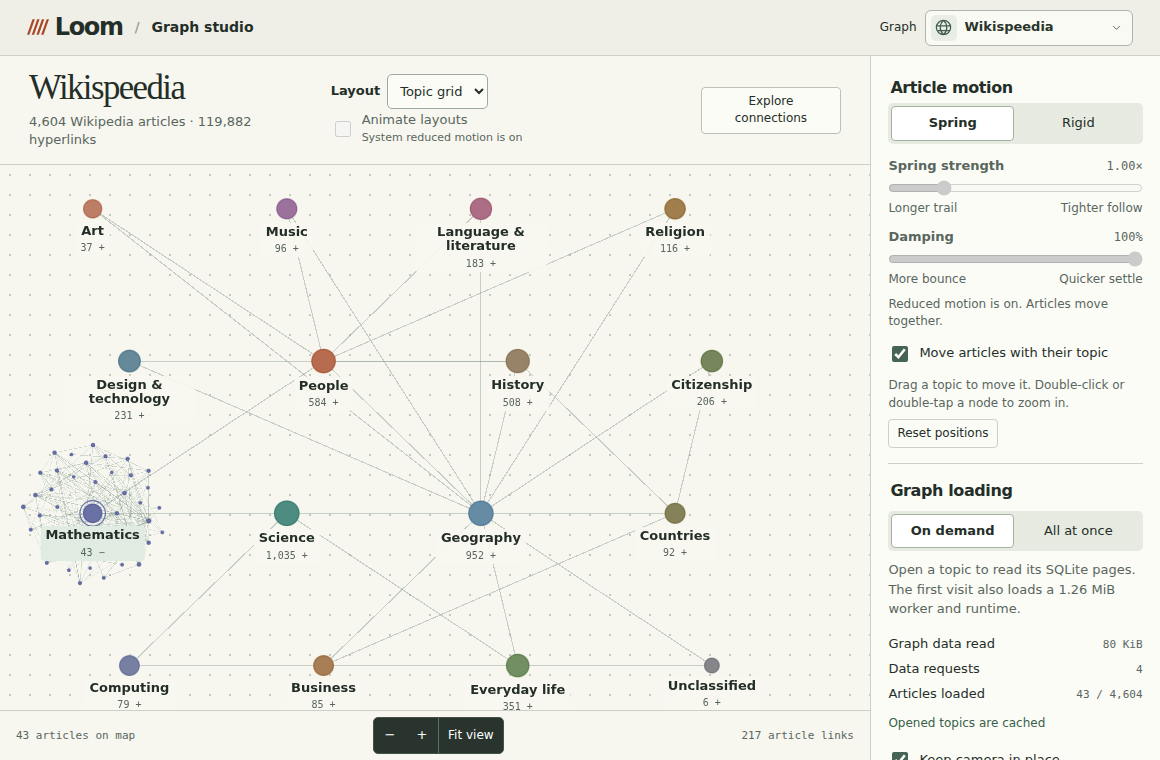 Loom / Graph studio
Graph Wikispeedia
Wikispeedia
4,604 Wikipedia articles · 119,882
hyperlinks
Layout Topic grid
Animate layouts
System reduced motion is on
Explore
connections
Art
37 +
Music
96 +
Language &
literature
183 +
Religion
116 +
Design &
technology
231 +
People
584 +
History
508 +
Citizenship
206 +
Mathematics
43 −
Science
1,035 +
Geography
952 +
Countries
92 +
Computing
79 +
Business
85 +
Everyday life
351 +
Unclassified
6 +
43 articles on map
− + Fit view
217 article links
Article motion
Spring Rigid
Spring strength 1.00×
Longer trail Tighter follow
Damping 100%
More bounce Quicker settle
Reduced motion is on. Articles move
together.
Move articles with their topic
Drag a topic to move it. Double-click or
double-tap a node to zoom in.
Reset positions
Graph loading
On demand All at once
Open a topic to read its SQLite pages.
The first visit also loads a 1.26 MiB
worker and runtime.
Graph data read 80 KiB
Data requests 4
Articles loaded 43 / 4,604
Opened topics are cached
Keep camera in place